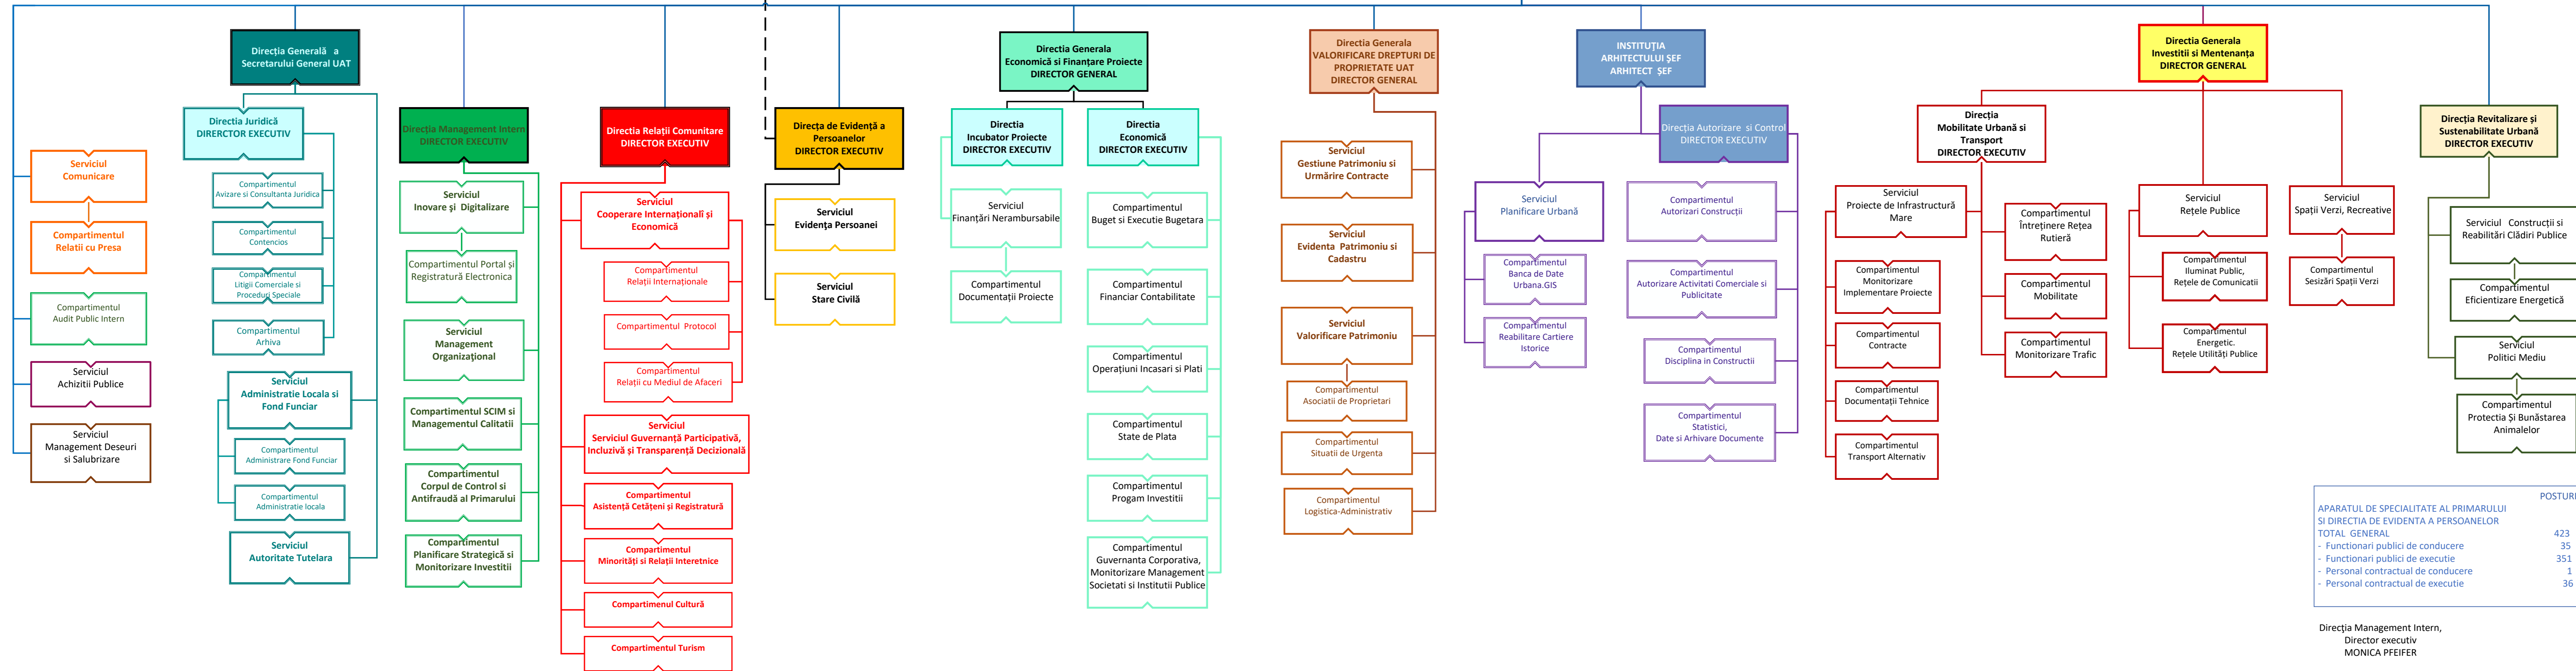 Direcția Generală a
Secretarului General UAT
Directia Juridică
DIRERCTOR EXECUTIV
Serviciul
Comunicare
Compartimentul
Relatii cu Presa
Compartimentul
Audit Public Intern
Serviciul
Achizitii Publice
Serviciul
Management Deseuri
si Salubrizare
Compartimentul
Avizare si Consultanta Juridica
Compartimentul
Contencios
Compartimentul
Litigii Comerciale si
Proceduri Speciale
Compartimentul
Arhiva
Serviciul
Administratie Locala si
Fond Funciar
Compartimentul
Administrare Fond Funciar
Compartimentul
Administratie locala
Serviciul
Autoritate Tutelara
Direcția Management Intern
DIRECTOR EXECUTIV
Serviciul
Inovare şi Digitalizare
Compartimentul Portal și
Registratură Electronica
Serviciul
Management
Organizațional
Compartimentul SCIM si
Managementul Calitatii
Compartimentul
Corpul de Control si
Antifraudă al Primarului
Compartimentul
Planificare Strategică si
Monitorizare Investitii
Directia Relații Comunitare
DIRECTOR EXECUTIV
Serviciul
Cooperare Internaţionalĩ și
Economică
Compartimentul
Relații Internaționale
Compartimentul Protocol
Compartimentul
Relații cu Mediul de Afaceri
Serviciul
Serviciul Guvernanță Participativă,
Incluzivă și Transparență Decizională
Compartimentul
Asistență Cetățeni și Registratură
Compartimentul
Minorități si Relații Interetnice
Compartimenul Cultură
Compartimentul Turism
Direcța de Evidență a
Persoanelor
DIRECTOR EXECUTIV
Serviciul
Evidența Persoanei
Serviciul
Stare Civilă
Directia Generala
Economică si Finanțare Proiecte
DIRECTOR GENERAL
Directia
Incubator Proiecte
DIRECTOR EXECUTIV
Serviciul
Finanțări Nerambursabile
Compartimentul
Documentații Proiecte
Directia
Economică
DIRECTOR EXECUTIV
Compartimentul
Buget si Executie Bugetara
Compartimentul
Financiar Contabilitate
Compartimentul
Operațiuni Incasari si Plati
Compartimentul
State de Plata
Compartimentul
Progam Investitii
Compartimentul
Guvernanta Corporativa,
Monitorizare Management
Societati si Institutii Publice
Directia Generala
VALORIFICARE DREPTURI DE
PROPRIETATE UAT
DIRECTOR GENERAL
Serviciul
Gestiune Patrimoniu si
Urmărire Contracte
Serviciul
Evidenta Patrimoniu si
Cadastru
Serviciul
Valorificare Patrimoniu
Compartimentul
Asociatii de Proprietari
Compartimentul
Situatii de Urgenta
Compartimentul
Logistica-Administrativ
INSTITUŢIA
ARHITECTULUI ŞEF
ARHITECT ŞEF
Direcția Autorizare si Control
DIRECTOR EXECUTIV
Serviciul
Planificare Urbană
Compartimentul
Banca de Date
Urbana.GIS
Compartimentul
Reabilitare Cartiere
Istorice
Compartimentul
Autorizari Construcţii
Compartimentul
Autorizare Activitati Comerciale si
Publicitate
Compartimentul
Disciplina in Constructii
Compartimentul
Statistici,
Date si Arhivare Documente
Directia Generala
Investitii si Mentenanța
DIRECTOR GENERAL
Direcția
Mobilitate Urbană si
Transport
DIRECTOR EXECUTIV
Serviciul
Proiecte de Infrastructură
Mare
Compartimentul
Monitorizare
Implementare Proiecte
Compartimentul
Contracte
Compartimentul
Documentații Tehnice
Compartimentul
Transport Alternativ
Compartimentul
Întreținere Rețea
Rutieră
Compartimentul
Mobilitate
Compartimentul
Monitorizare Trafic
Serviciul
Rețele Publice
Compartimentul
Iluminat Public,
Rețele de Comunicatii
Compartimentul
Energetic.
Rețele Utilități Publice
Serviciul
Spații Verzi, Recreative
Compartimentul
Sesizări Spații Verzi
Direcția Revitalizare și
Sustenabilitate Urbană
DIRECTOR EXECUTIV
Serviciul Construcții si
Reabilitări Clădiri Publice
Compartimentul
Eficientizare Energetică
Serviciul
Politici Mediu
Compartimentul
Protectia Și Bunăstarea
Animalelor
POSTURI
APARATUL DE SPECIALITATE AL PRIMARULUI
SI DIRECTIA DE EVIDENTA A PERSOANELOR
TOTAL GENERAL 423
- Functionari publici de conducere 35
- Functionari publici de executie 351
- Personal contractual de conducere 1
- Personal contractual de executie 36
Direcția Management Intern,
Director executiv
MONICA PFEIFER